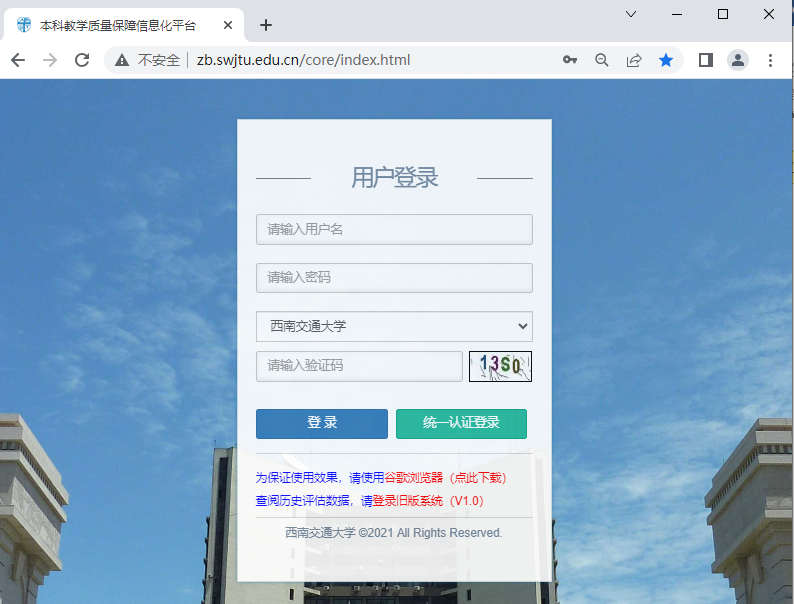 本科教学质量保障信息化平台
不安全 zb.swjtu.edu.cn/core/index.html
用户登录
请输入用户名
请输入密码
西南交通大学
请输入验证码
13S0
登 录 统一认证登录
为保证使用效果，请使用谷歌浏览器（点此下载）
查阅历史评估数据，请登录旧版系统（V1.0）
西南交通大学 ©2021 All Rights Reserved.